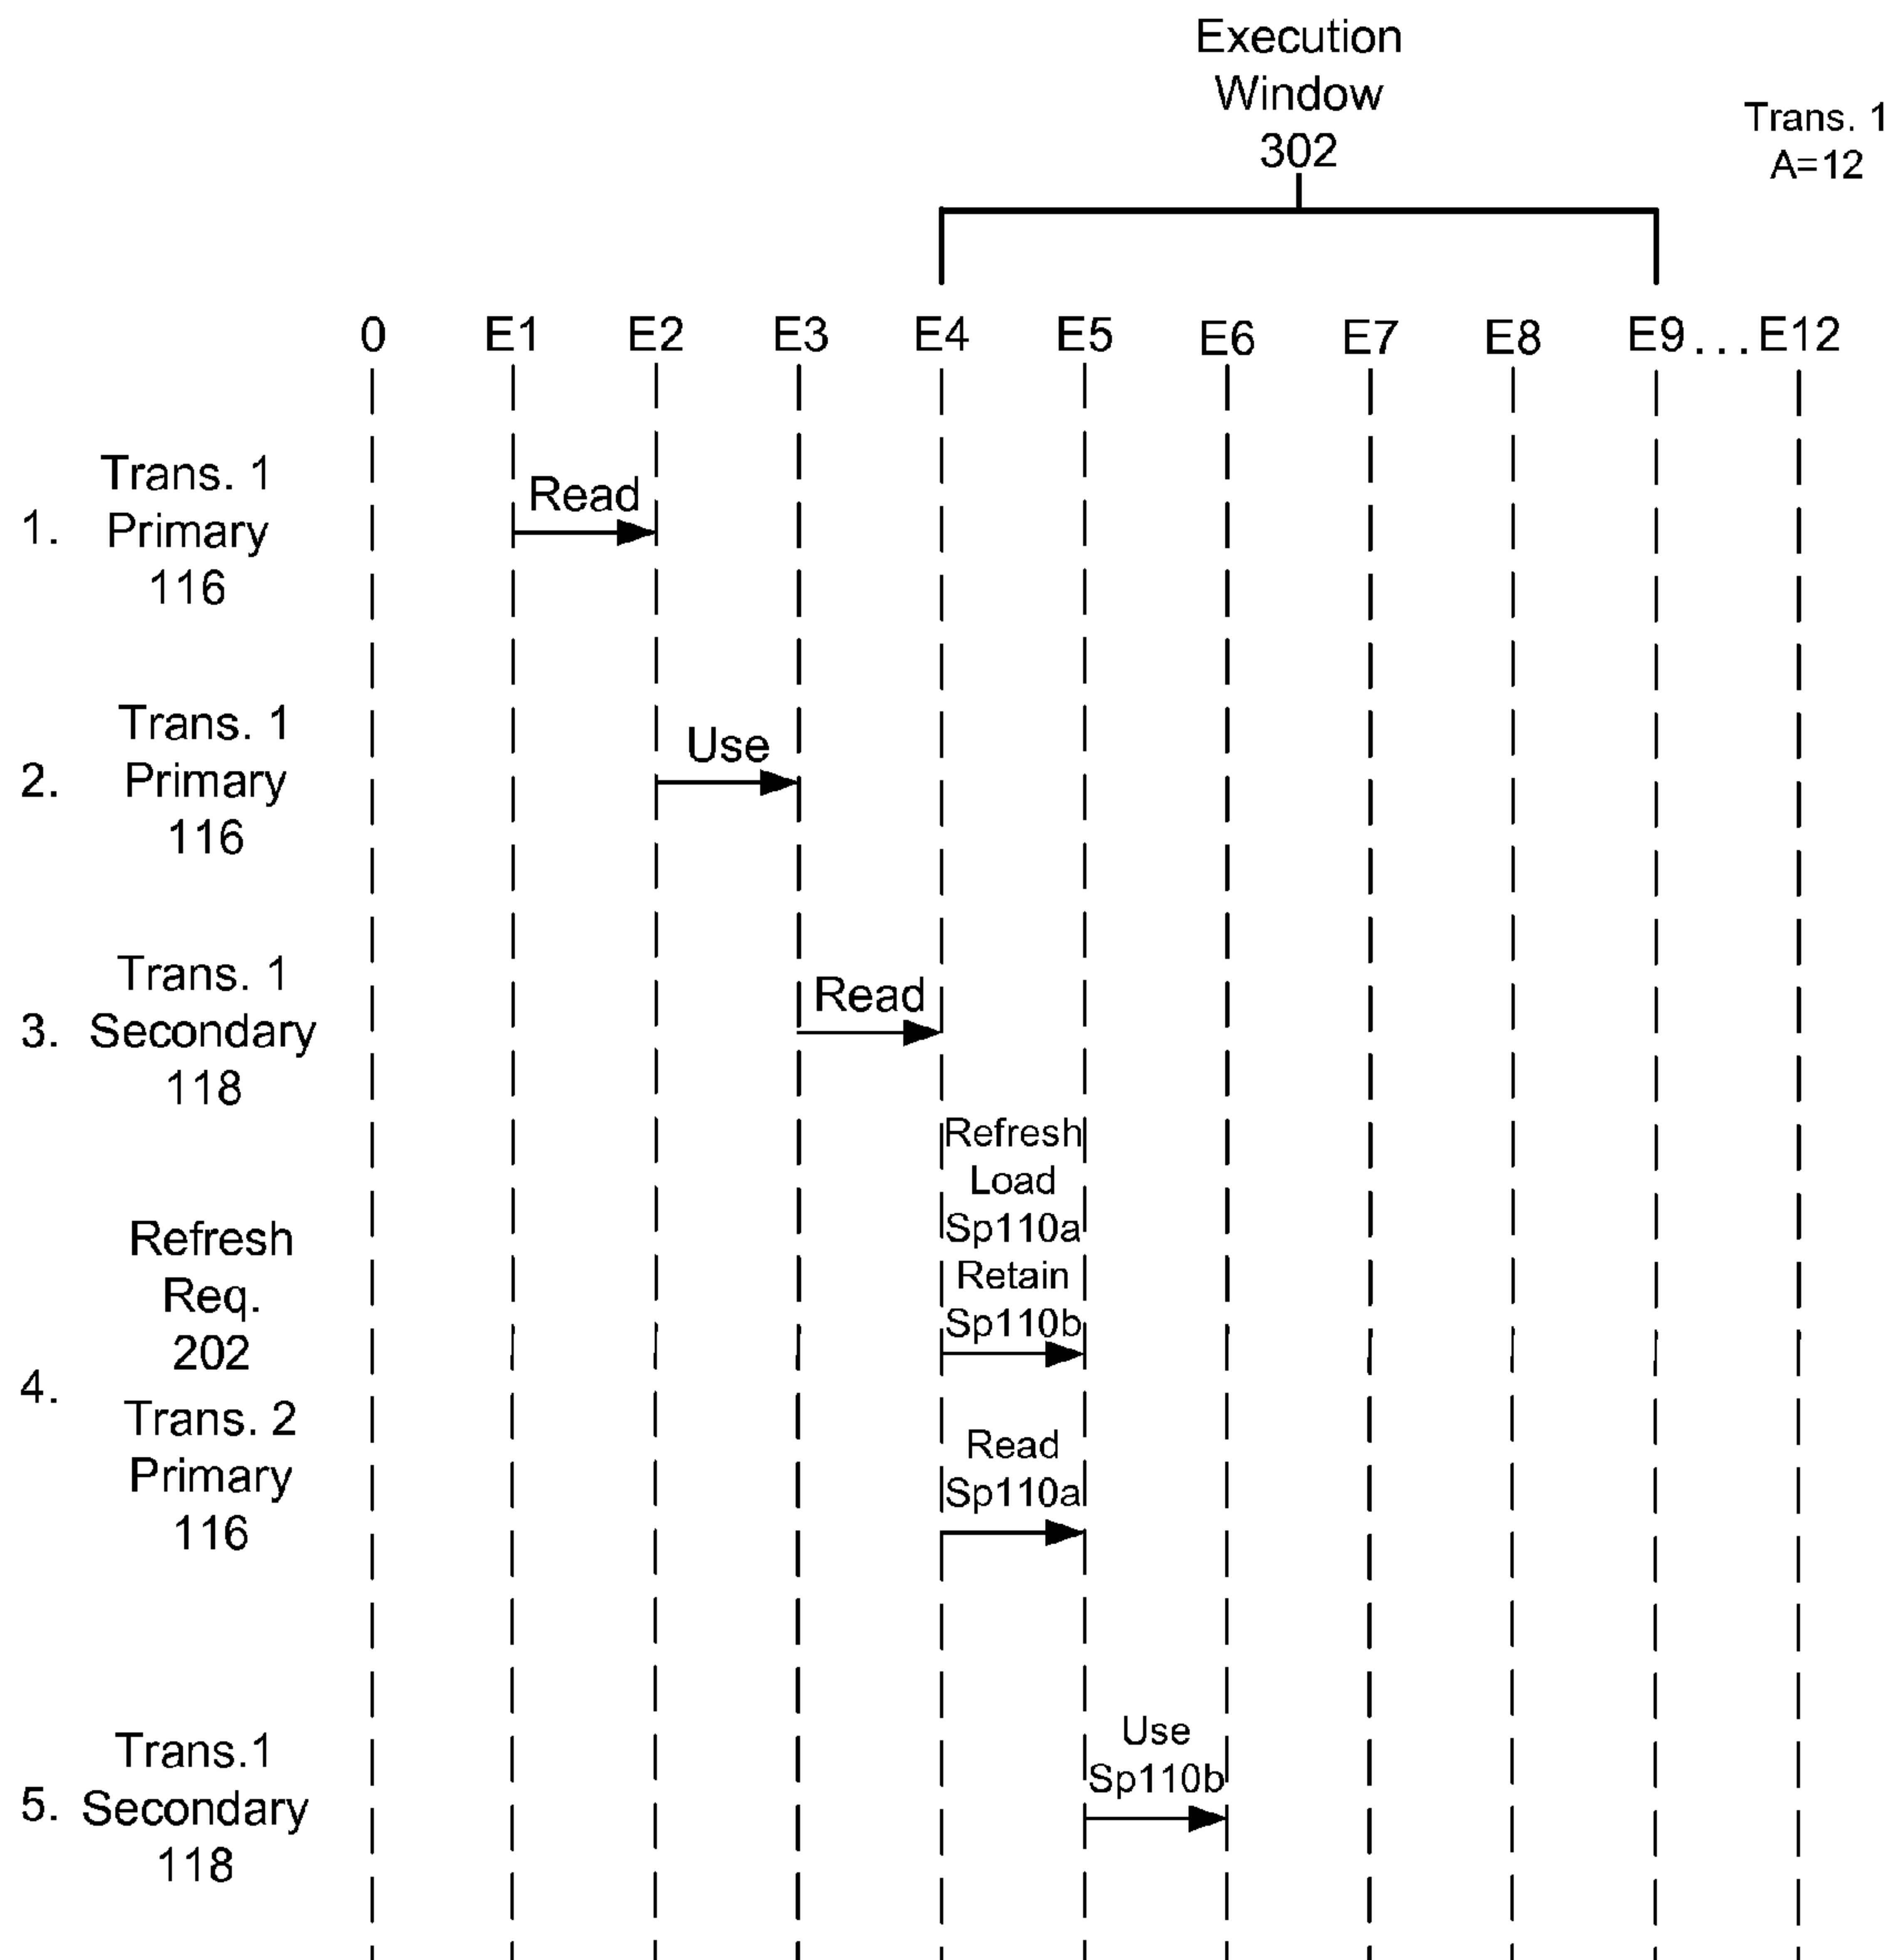 Execution
Window
302
Trans. 1
A=12
0 E1 E2 E3 E4 E5 E6 E7 E8 E9...E12
1. Trans. 1
Primary
116
Read
2. Trans. 1
Primary
116
Use
3. Trans. 1
Secondary
118
Read
4. Refresh
Req.
202
Refresh
Load
Sp110a
Retain
Sp110b
Trans. 2
Primary
116
Read
Sp110a
5. Trans.1
Secondary
118
Use
Sp110b